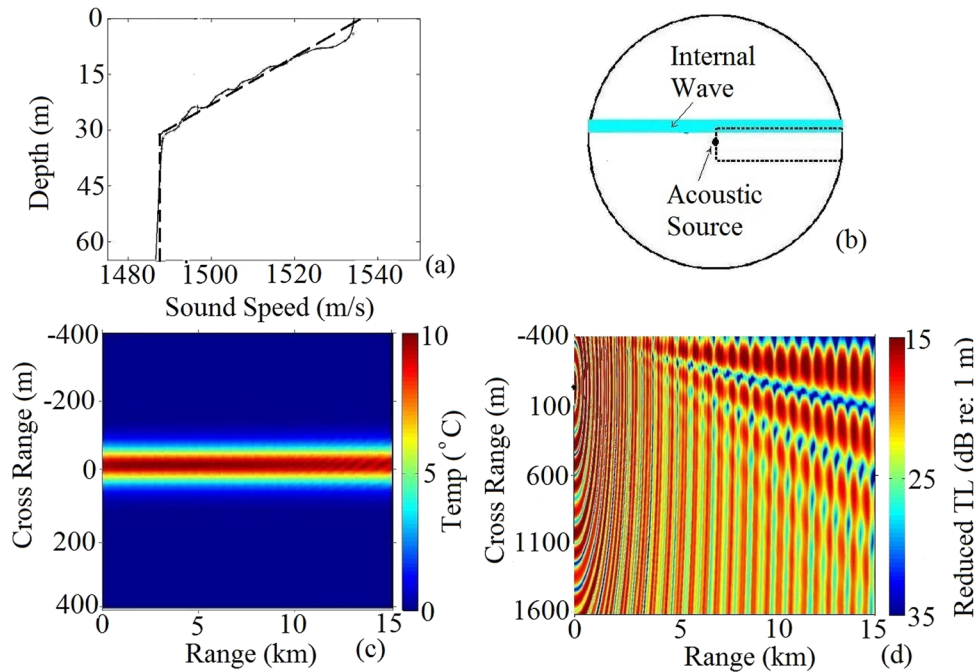 0
15
30
45
60
Depth (m)
1480
1500
1520
1540
Sound Speed (m/s)
(a)
Internal
Wave
Acoustic
Source
(b)
-400
-200
0
200
400
Cross Range (m)
0
5
10
15
Range (km)
(c)
10
5
0
Temp (°C)
-400
100
600
1100
1600
Cross Range (m)
0
5
10
15
Range (km)
(d)
15
25
35
Reduced TL (dB re: 1 m)